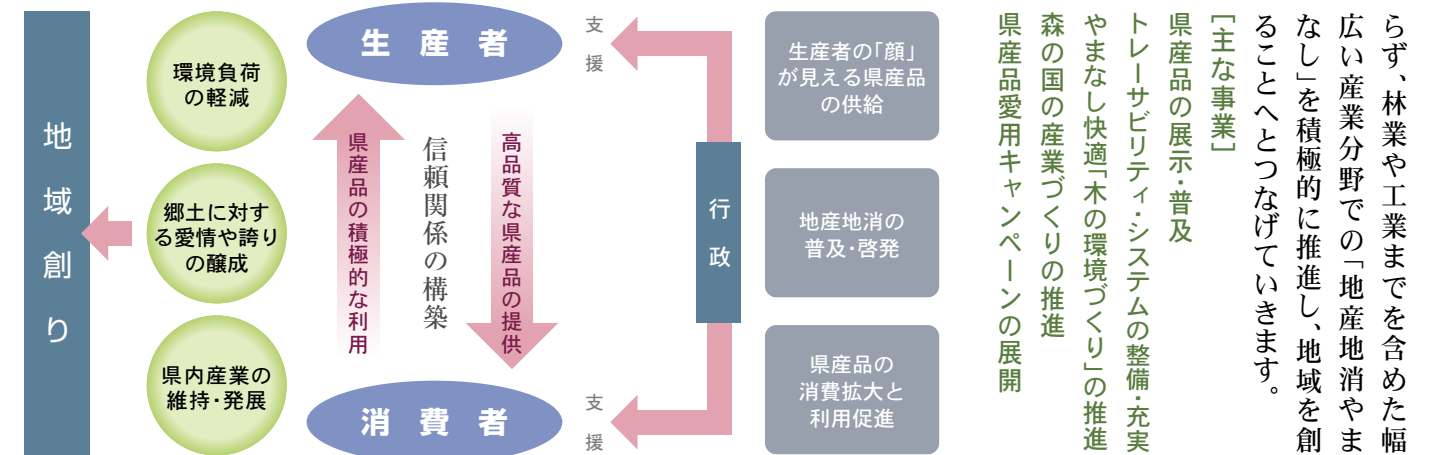 らず、林業や工業までを含めた幅
広い産業分野での「地産地消やま
なし」を積極的に推進し、地域を創
ることへとつなげていきます。
［主な事業］
県産品の展示・普及
トレーサビリティ・システムの整備・充実
やまなし快適「木の環境づくり」の推進
森の国の産業づくりの推進
県産品愛用キャンペーンの展開
生産者の「顔」
が見える県産品
の供給
地産地消の
普及・啓発
県産品の
消費拡大と
利用促進
行政
支援
支援
生産者
高品質な県産品の提供
信頼関係の構築
県産品の積極的な利用
消費者
環境負荷
の軽減
郷土に対す
る愛情や誇り
の醸成
県内産業の
維持・発展
地域創り